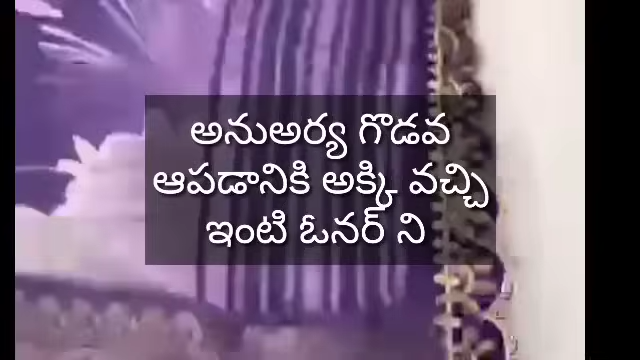 అనుఅర్య గొడవ
ఆపడానికి అక్కి వచ్చి
ఇంటి ఓనర్ ని